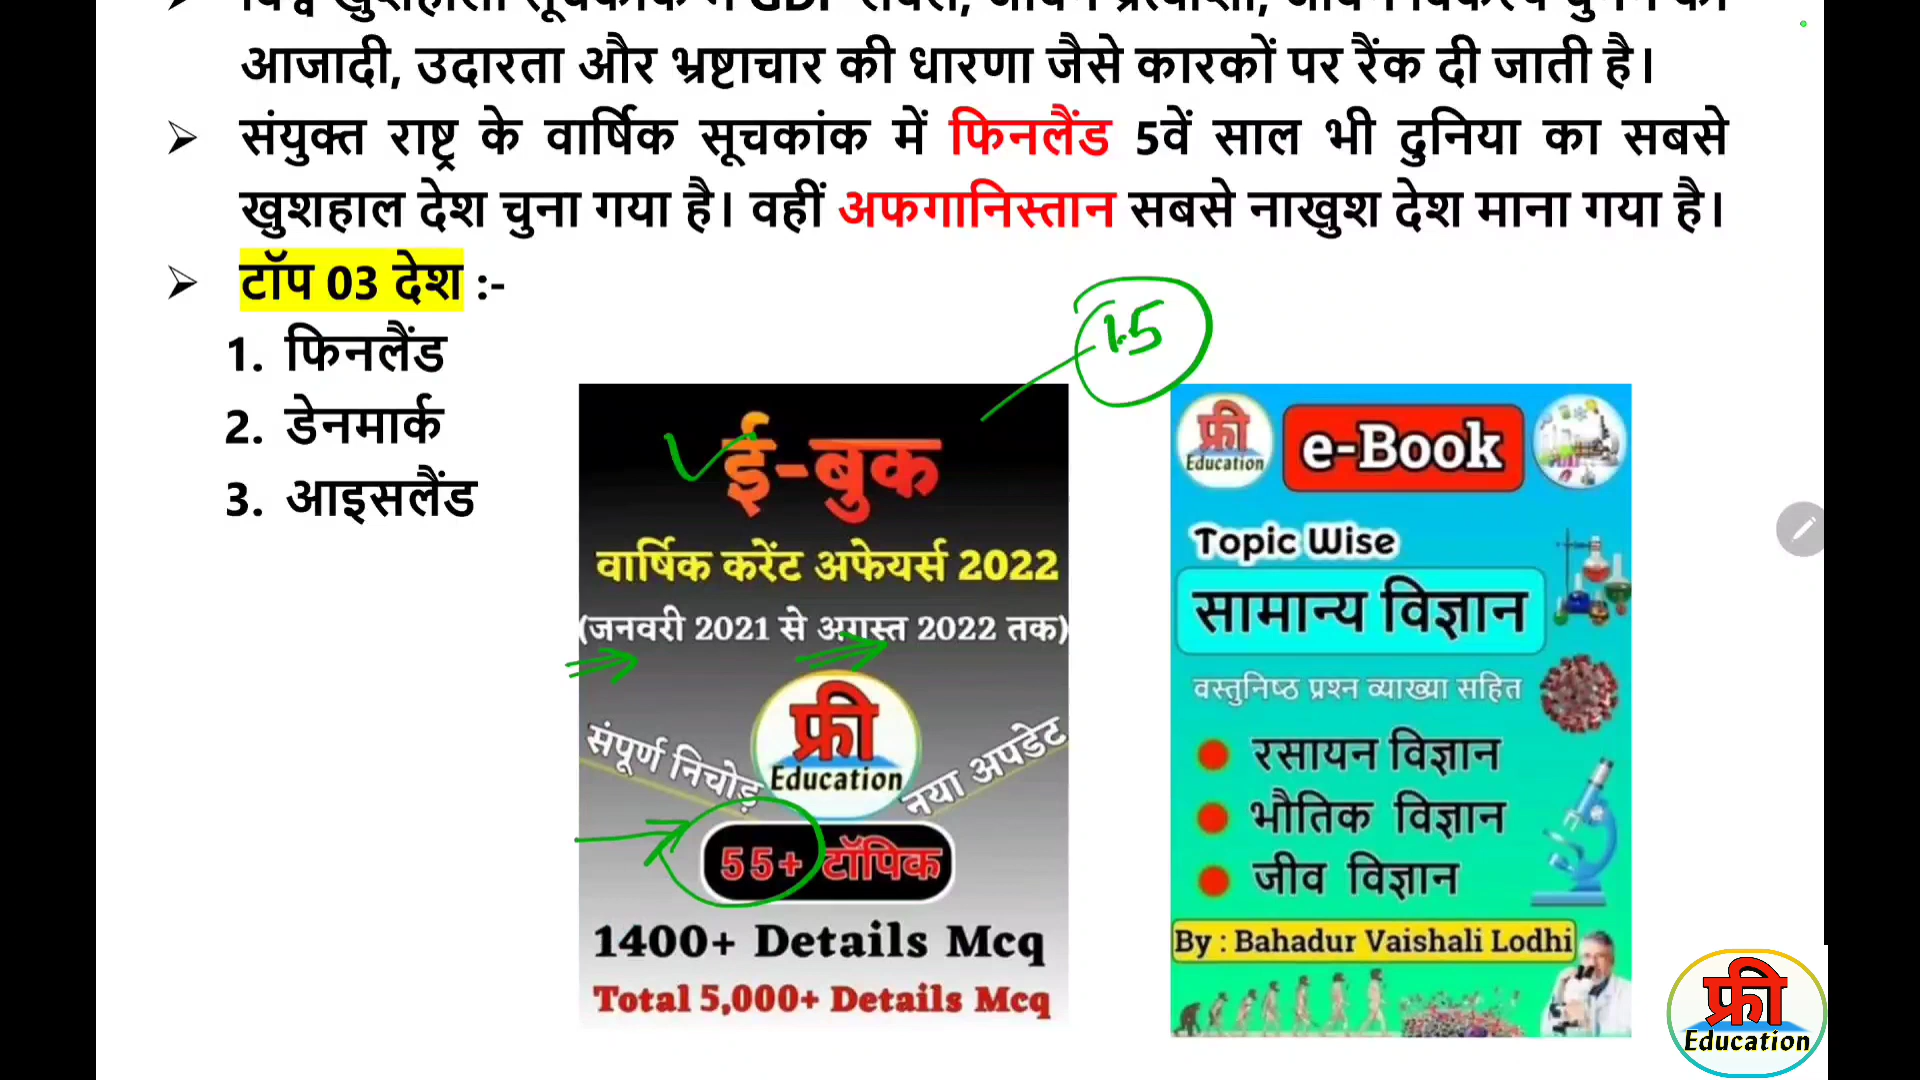 आजादी, उदारता और भ्रष्टाचार की धारणा जैसे कारकों पर रैंक दी जाती है।
➢ संयुक्त राष्ट्र के वार्षिक सूचकांक में फिनलैंड 5वें साल भी दुनिया का सबसे
खुशहाल देश चुना गया है। वहीं अफगानिस्तान सबसे नाखुश देश माना गया है।
➢ टॉप 03 देश :-
1. फिनलैंड
2. डेनमार्क
3. आइसलैंड
1.5
ई-बुक
वार्षिक करेंट अफेयर्स 2022
(जनवरी 2021 से अगस्त 2022 तक)
संपूर्ण निचोड़
फ्री
Education
नया अपडेट
55+ टॉपिक
1400+ Details Mcq
Total 5,000+ Details Mcq
फ्री
Education
e-Book
Topic Wise
सामान्य विज्ञान
वस्तुनिष्ठ प्रश्न व्याख्या सहित
रसायन विज्ञान
भौतिक विज्ञान
जीव विज्ञान
By : Bahadur Vaishali Lodhi
फ्री
Education